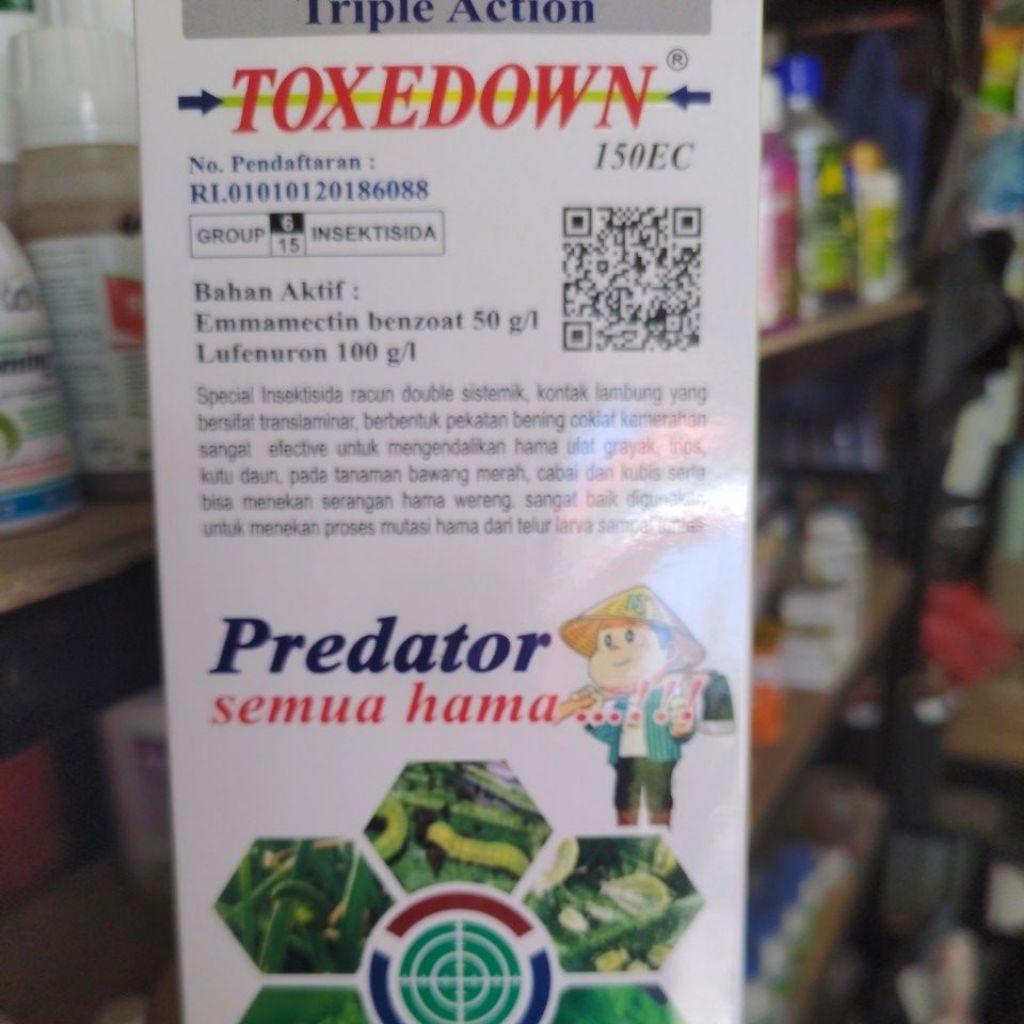 Triple Action
TOXEDOWN®
150EC
No. Pendaftaran :
RI.01010120186088
GROUP 6 15 INSEKTISIDA
Bahan Aktif :
Emmamectin benzoat 50 g/l
Lufenuron 100 g/l
Special Insektisida racun double sistemik, kontak lambung yang
bersifat translaminar, berbentuk pekatan bening coklat kemerahan
sangat efective untuk mengendalikan hama ulat grayak, trips,
kutu daun, pada tanaman bawang merah, cabai dan kubis serta
bisa menekan serangan hama wereng. sangat baik digunakan
untuk menekan proses mutasi hama dari telur larva sampai
Predator
semua hama...!!!